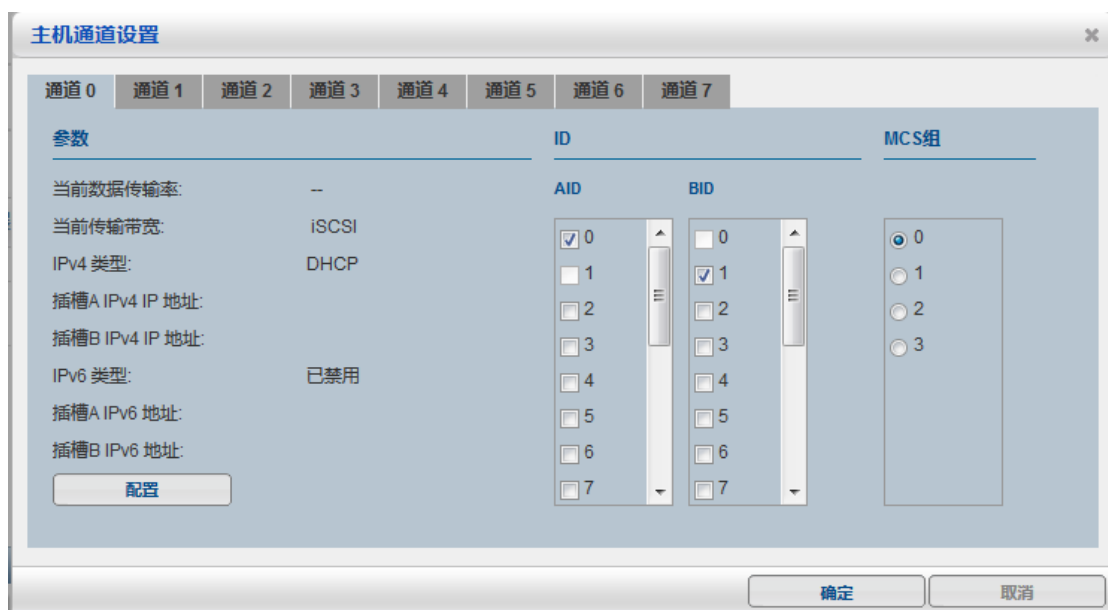 主机通道设置
通道 0 通道 1 通道 2 通道 3 通道 4 通道 5 通道 6 通道 7
参数 ID MCS组
当前数据传输率: -- AID BID
当前传输带宽: iSCSI 0 0 0
IPv4 类型: DHCP 1 1 1
插槽A IPv4 IP 地址: 2 2 2
插槽B IPv4 IP 地址: 3 3 3
IPv6 类型: 已禁用 4 4
插槽A IPv6 地址: 5 5
插槽B IPv6 地址: 6 6
配置 7 7
确定 取消